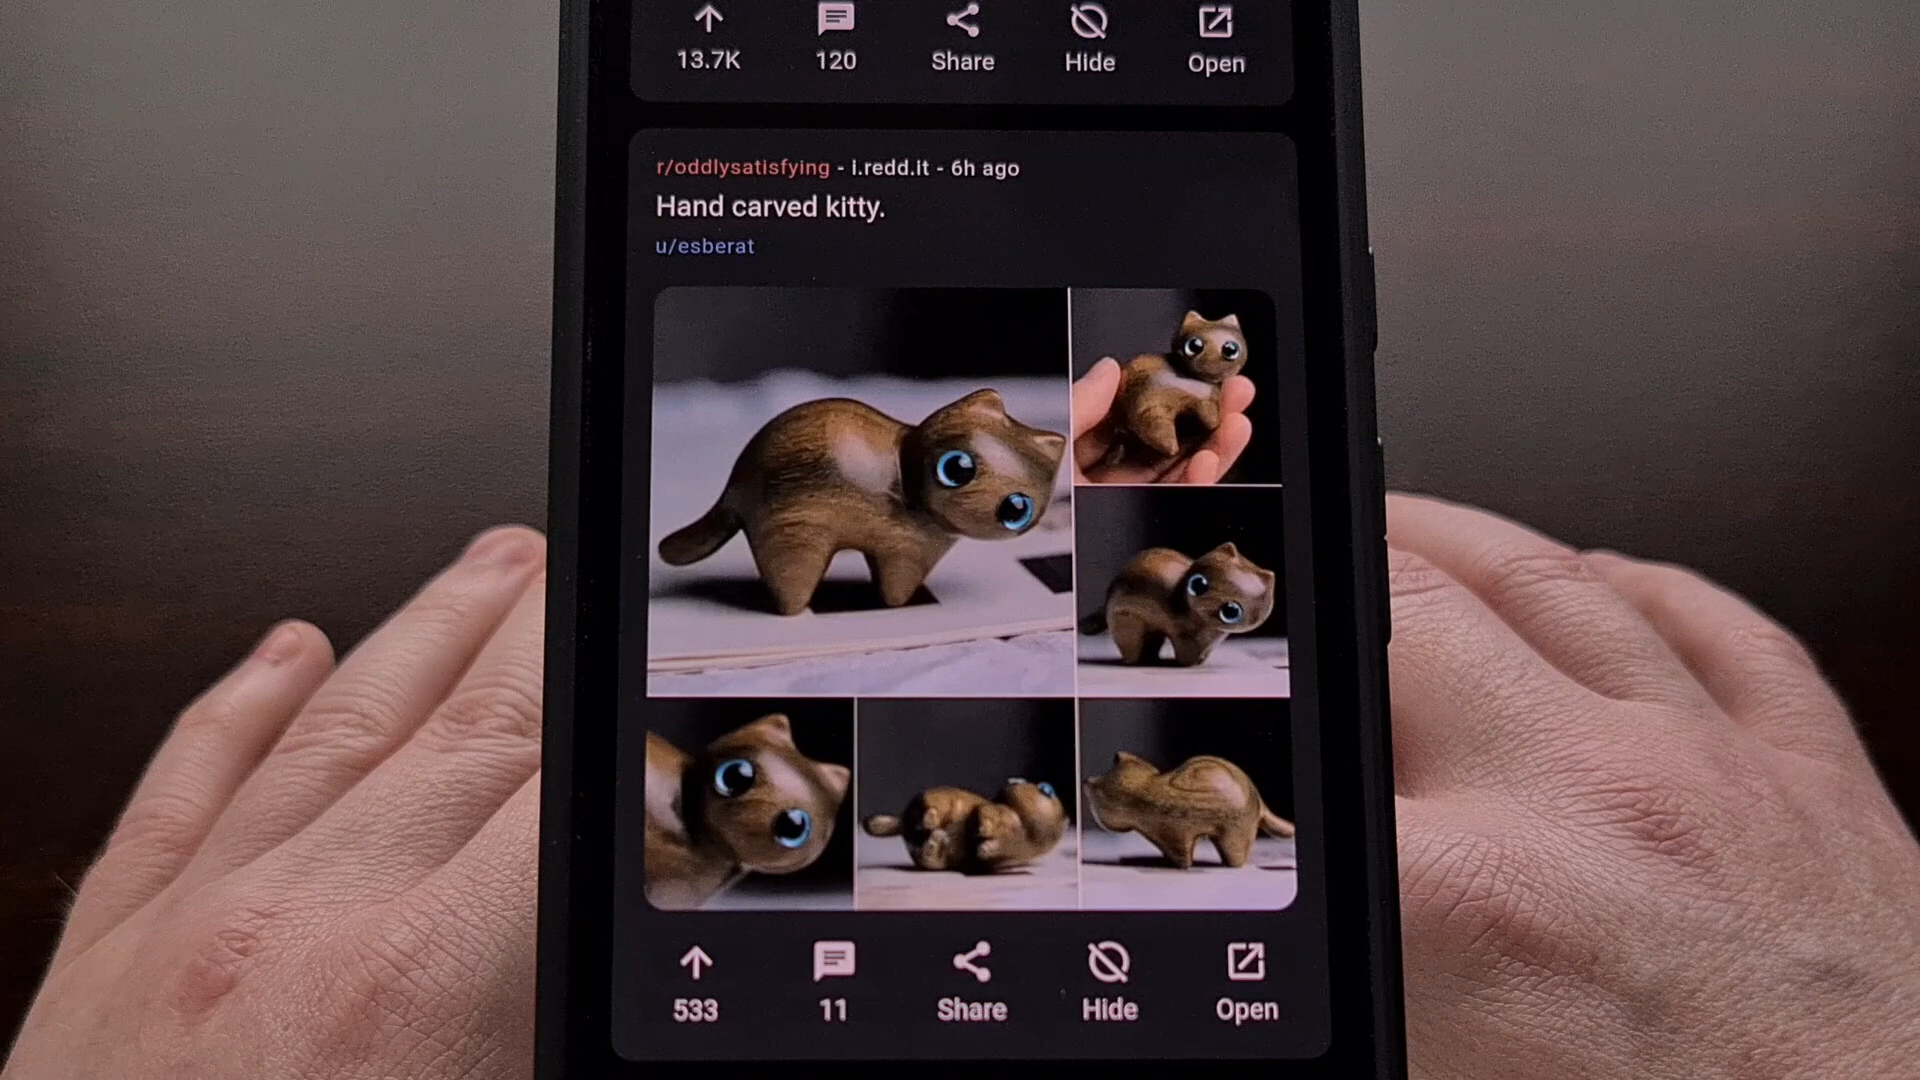 13.7K 120 Share Hide Open
r/oddlysatisfying - i.redd.it - 6h ago
Hand carved kitty.
u/esberat
533 11 Share Hide Open